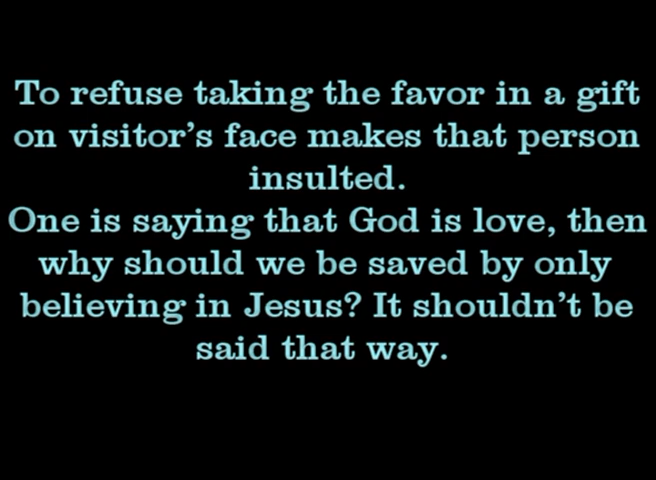 To refuse taking the favor in a gift
on visitor’s face makes that person
insulted.
One is saying that God is love, then
why should we be saved by only
believing in Jesus? It shouldn’t be
said that way.